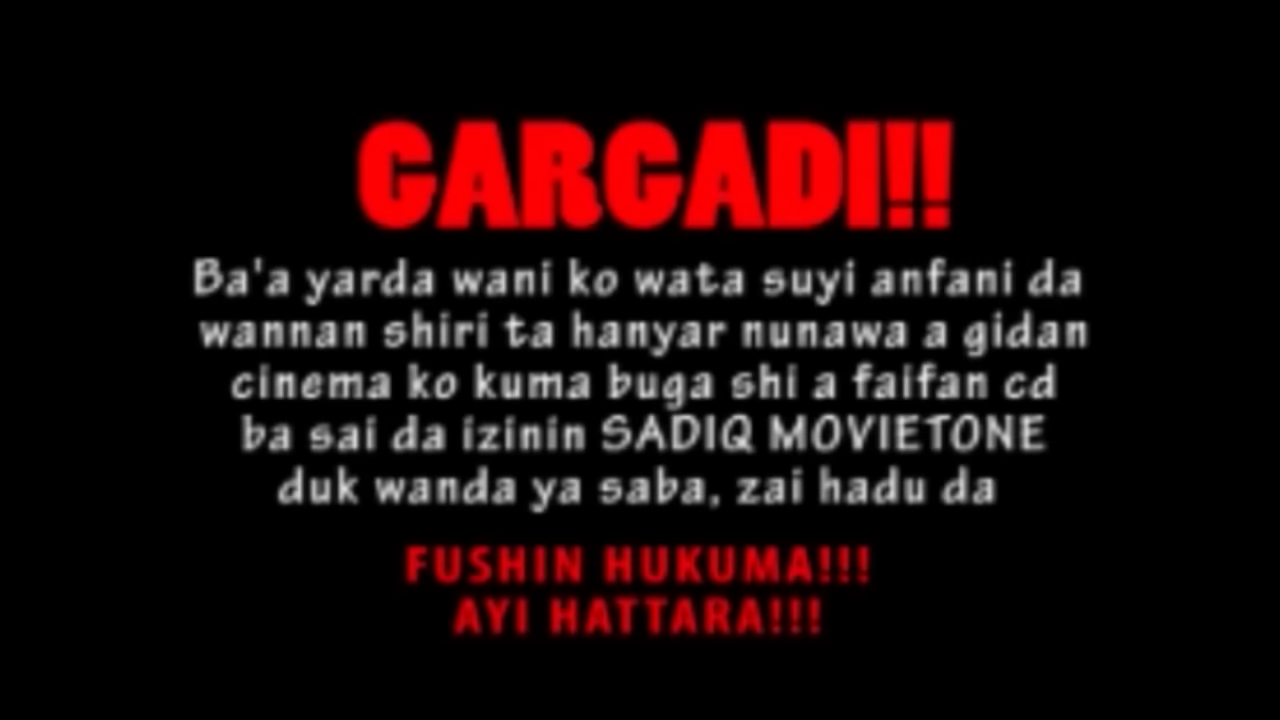 GARGADI!!
Ba'a yarda wani ko wata suyi anfani da
wannan shiri ta hanyar nunawa a gidan
cinema ko kuma buga shi a faifan cd
ba sai da izinin SADIQ MOVIETONE
duk wanda ya saba, zai hadu da
FUSHIN HUKUMA!!!
AYI HATTARA!!!